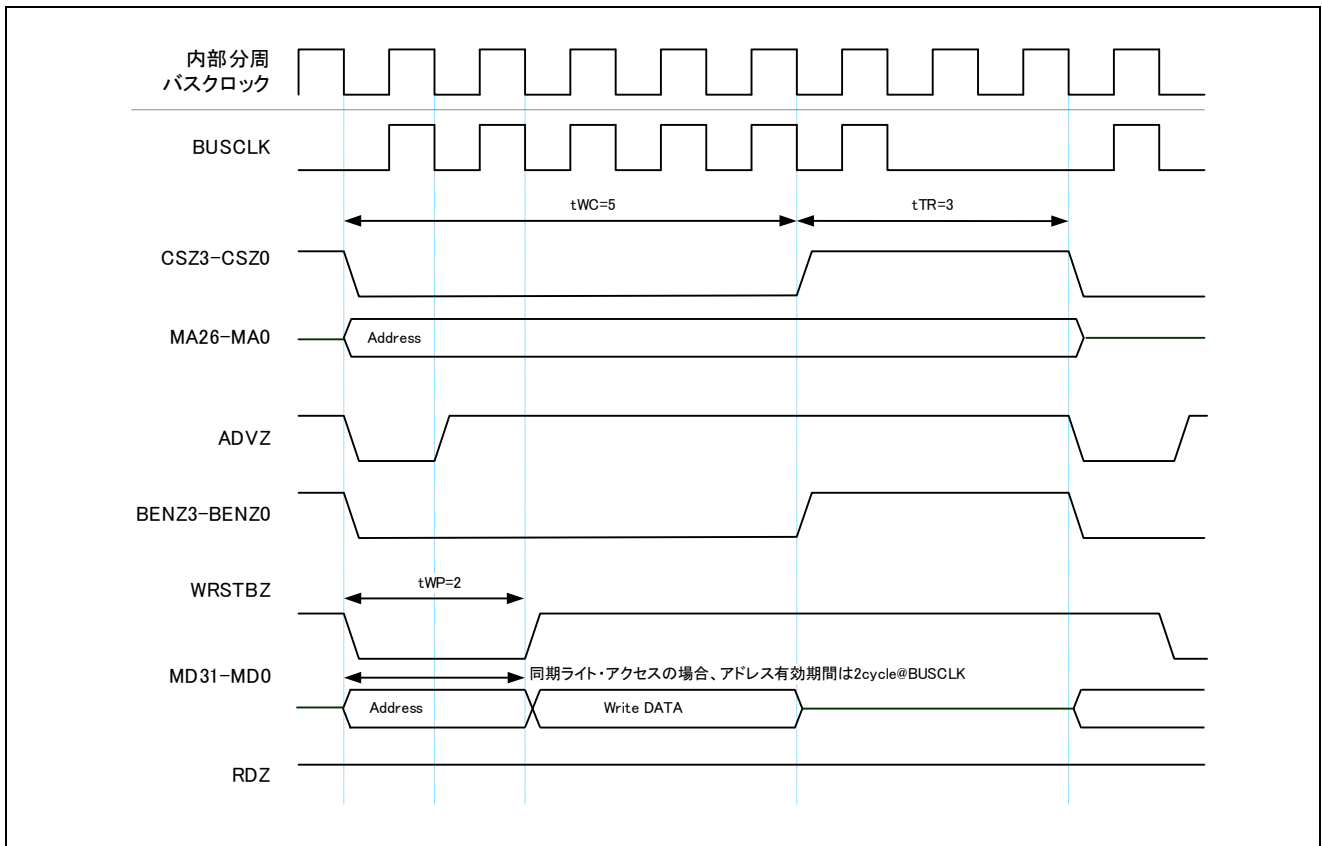 内部分周
バスクロック
BUSCLK
tWC=5
tTR=3
CSZ3-CSZ0
MA26-MA0
Address
ADVZ
BENZ3-BENZ0
WRSTBZ
tWP=2
MD31-MD0
同期ライト・アクセスの場合、アドレス有効期間は2cycle@BUSCLK
Address
Write DATA
RDZ